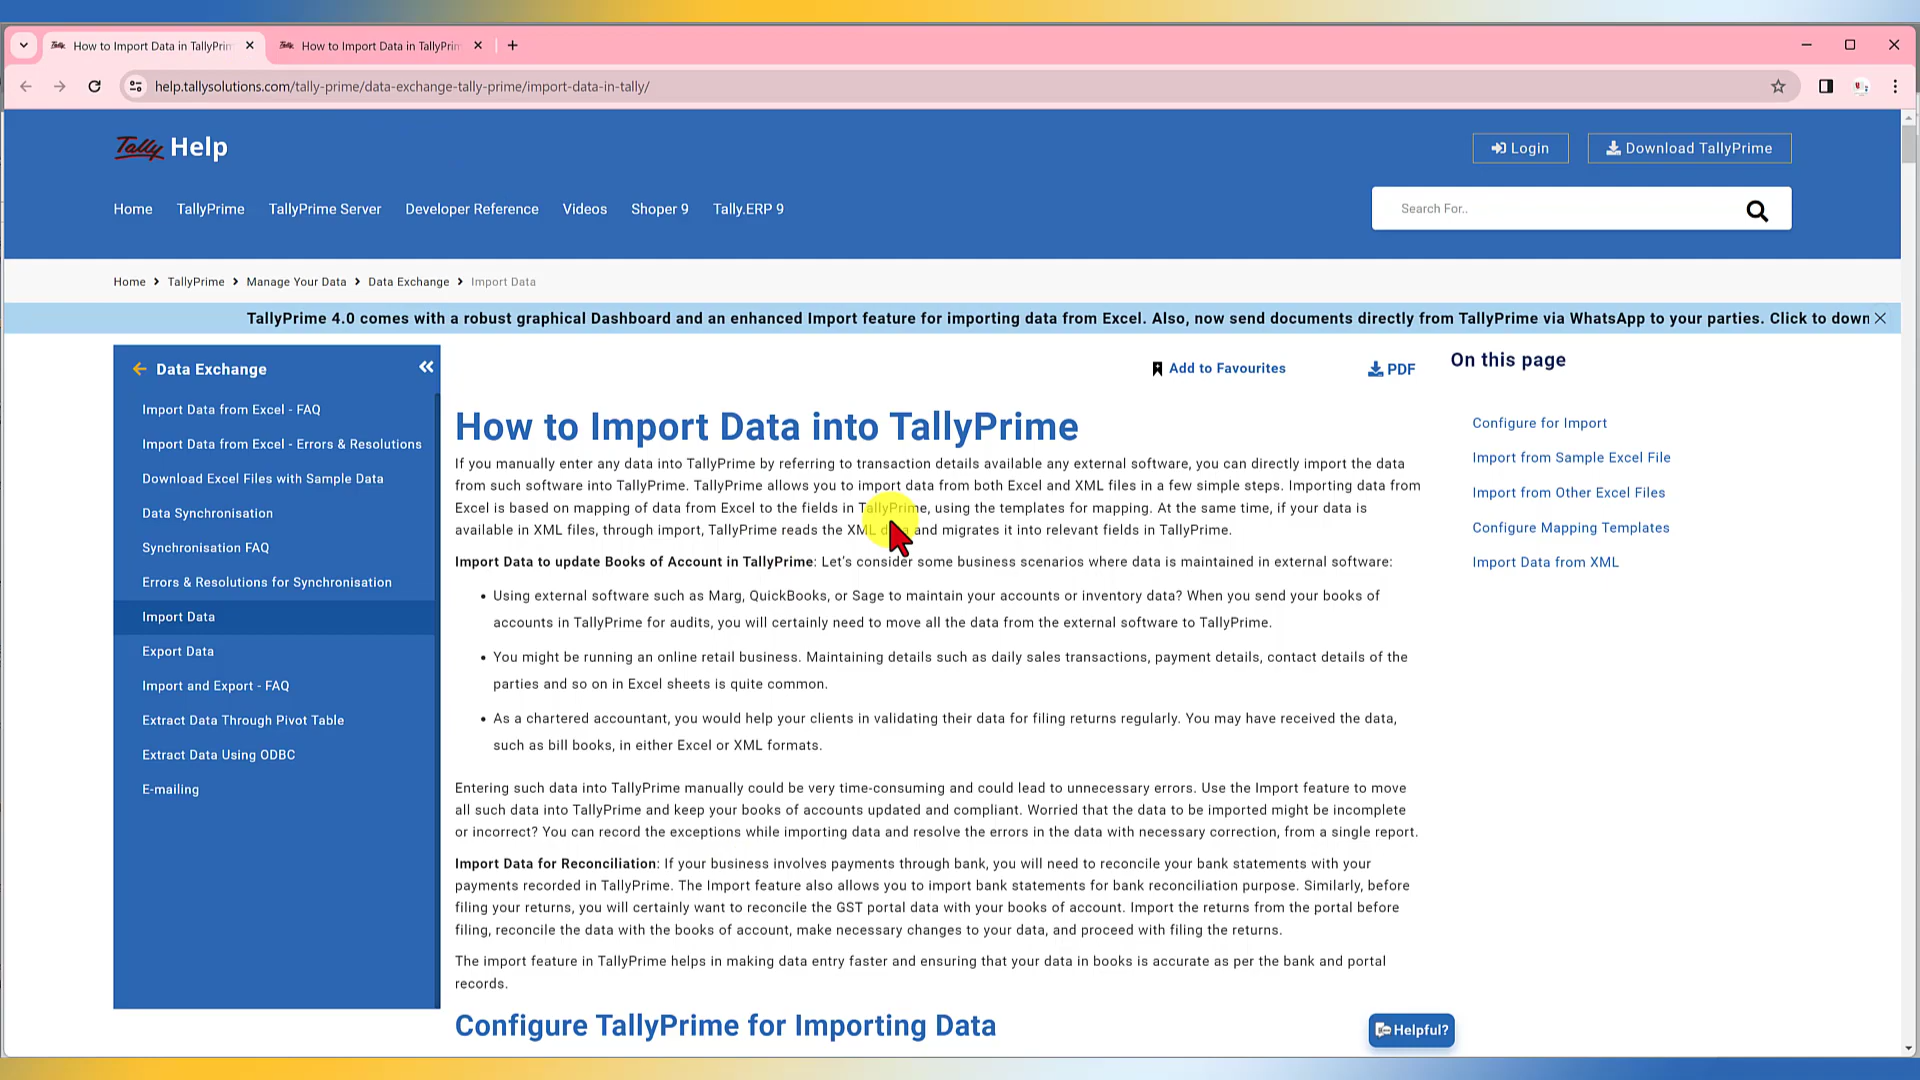 How to Import Data in TallyPrim
How to Import Data in TallyPrim
help.tallysolutions.com/tally-prime/data-exchange-tally-prime/import-data-in-tally/
Tally Help
Login
Download TallyPrime
Home TallyPrime TallyPrime Server Developer Reference Videos Shoper 9 Tally.ERP 9
Search For..
Home > TallyPrime > Manage Your Data > Data Exchange > Import Data
TallyPrime 4.0 comes with a robust graphical Dashboard and an enhanced Import feature for importing data from Excel. Also, now send documents directly from TallyPrime via WhatsApp to your parties. Click to down
Data Exchange
Import Data from Excel - FAQ
Import Data from Excel - Errors & Resolutions
Download Excel Files with Sample Data
Data Synchronisation
Synchronisation FAQ
Errors & Resolutions for Synchronisation
Import Data
Export Data
Import and Export - FAQ
Extract Data Through Pivot Table
Extract Data Using ODBC
E-mailing
Add to Favourites
PDF
How to Import Data into TallyPrime
If you manually enter any data into TallyPrime by referring to transaction details available any external software, you can directly import the data
from such software into TallyPrime. TallyPrime allows you to import data from both Excel and XML files in a few simple steps. Importing data from
Excel is based on mapping of data from Excel to the fields in TallyPrime, using the templates for mapping. At the same time, if your data is
available in XML files, through import, TallyPrime reads the XML data and migrates it into relevant fields in TallyPrime.
Import Data to update Books of Account in TallyPrime: Let's consider some business scenarios where data is maintained in external software:
• Using external software such as Marg, QuickBooks, or Sage to maintain your accounts or inventory data? When you send your books of
accounts in TallyPrime for audits, you will certainly need to move all the data from the external software to TallyPrime.
• You might be running an online retail business. Maintaining details such as daily sales transactions, payment details, contact details of the
parties and so on in Excel sheets is quite common.
• As a chartered accountant, you would help your clients in validating their data for filing returns regularly. You may have received the data,
such as bill books, in either Excel or XML formats.
Entering such data into TallyPrime manually could be very time-consuming and could lead to unnecessary errors. Use the Import feature to move
all such data into TallyPrime and keep your books of accounts updated and compliant. Worried that the data to be imported might be incomplete
or incorrect? You can record the exceptions while importing data and resolve the errors in the data with necessary correction, from a single report.
Import Data for Reconciliation: If your business involves payments through bank, you will need to reconcile your bank statements with your
payments recorded in TallyPrime. The Import feature also allows you to import bank statements for bank reconciliation purpose. Similarly, before
filing your returns, you will certainly want to reconcile the GST portal data with your books of account. Import the returns from the portal before
filing, reconcile the data with the books of account, make necessary changes to your data, and proceed with filing the returns.
The import feature in TallyPrime helps in making data entry faster and ensuring that your data in books is accurate as per the bank and portal
records.
Configure TallyPrime for Importing Data
On this page
Configure for Import
Import from Sample Excel File
Import from Other Excel Files
Configure Mapping Templates
Import Data from XML
Helpful?